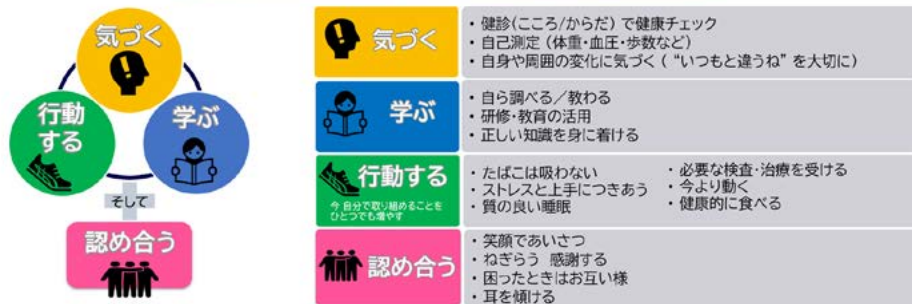 気づく
行動
する
学ぶ
そして
認め合う
気づく
・健診(こころ/からだ) で健康チェック
・自己測定 (体重・血圧・歩数など)
・自身や周囲の変化に気づく ( “いつもと違うね” を大切に)
学ぶ
・自ら調べる／教わる
・研修・教育の活用
・正しい知識を身に着ける
行動する
今 自分で取り組めることを
ひとつでも増やす
・たばこは吸わない
・ストレスと上手につきあう
・質の良い睡眠
・必要な検査・治療を受ける
・今より動く
・健康的に食べる
認め合う
・笑顔であいさつ
・ねぎらう 感謝する
・困ったときはお互い様
・耳を傾ける